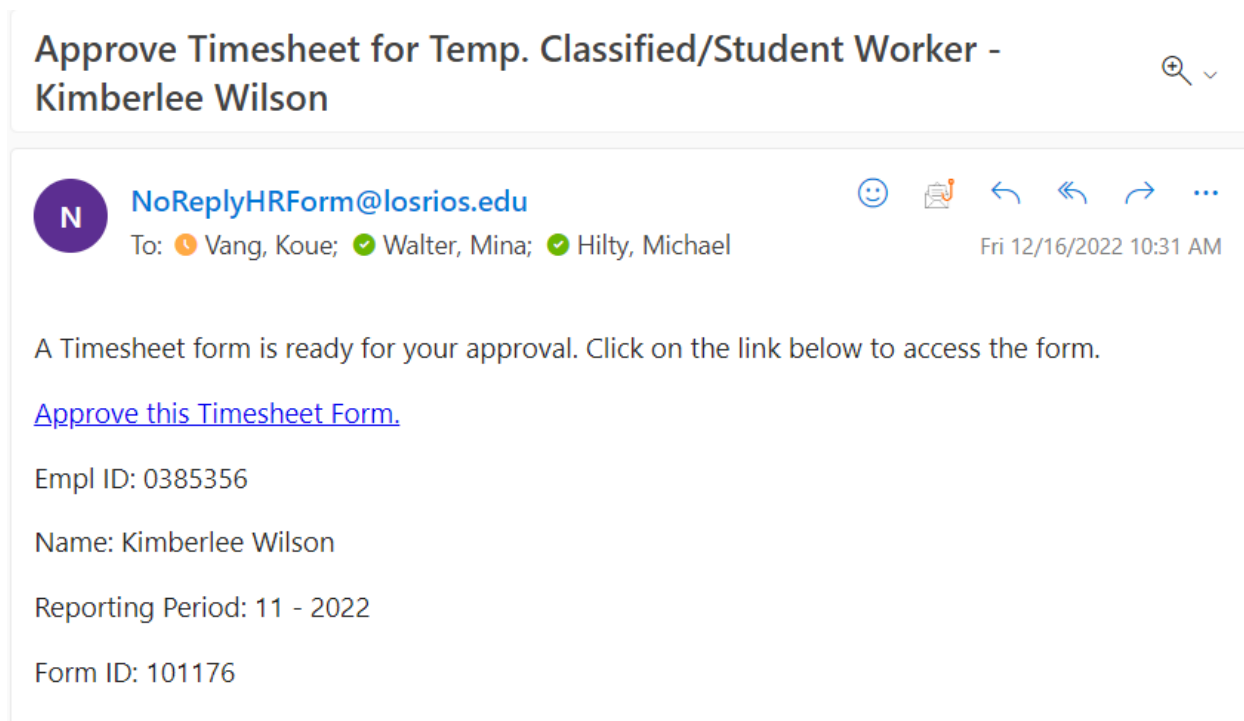 Approve Timesheet for Temp. Classified/Student Worker -
Kimberlee Wilson
N
NoReplyHRForm@losrios.edu
To: Vang, Koue; Walter, Mina; Hilty, Michael
Fri 12/16/2022 10:31 AM
A Timesheet form is ready for your approval. Click on the link below to access the form.
Approve this Timesheet Form.
Empl ID: 0385356
Name: Kimberlee Wilson
Reporting Period: 11 - 2022
Form ID: 101176